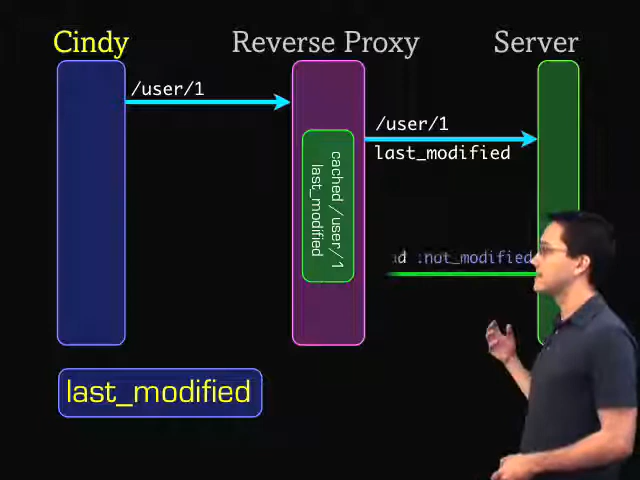 Cindy
Reverse Proxy
Server
/user/1
/user/1
last_modified
cached /user/1
last_modified
:not_modified
last_modified